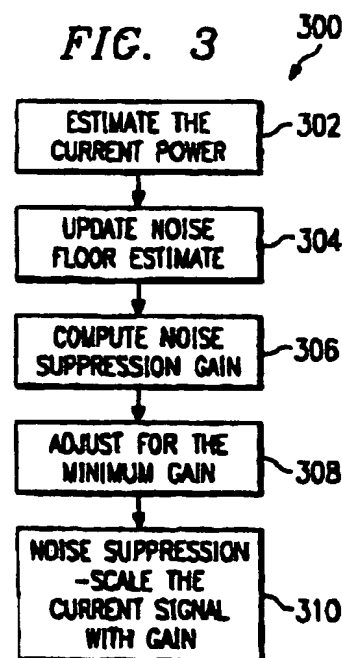 FIG. 3
300
ESTIMATE THE
CURRENT POWER
302
UPDATE NOISE
FLOOR ESTIMATE
304
COMPUTE NOISE
SUPPRESSION GAIN
306
ADJUST FOR THE
MINIMUM GAIN
308
NOISE SUPPRESSION
-SCALE THE
CURRENT SIGNAL
WITH GAIN
310